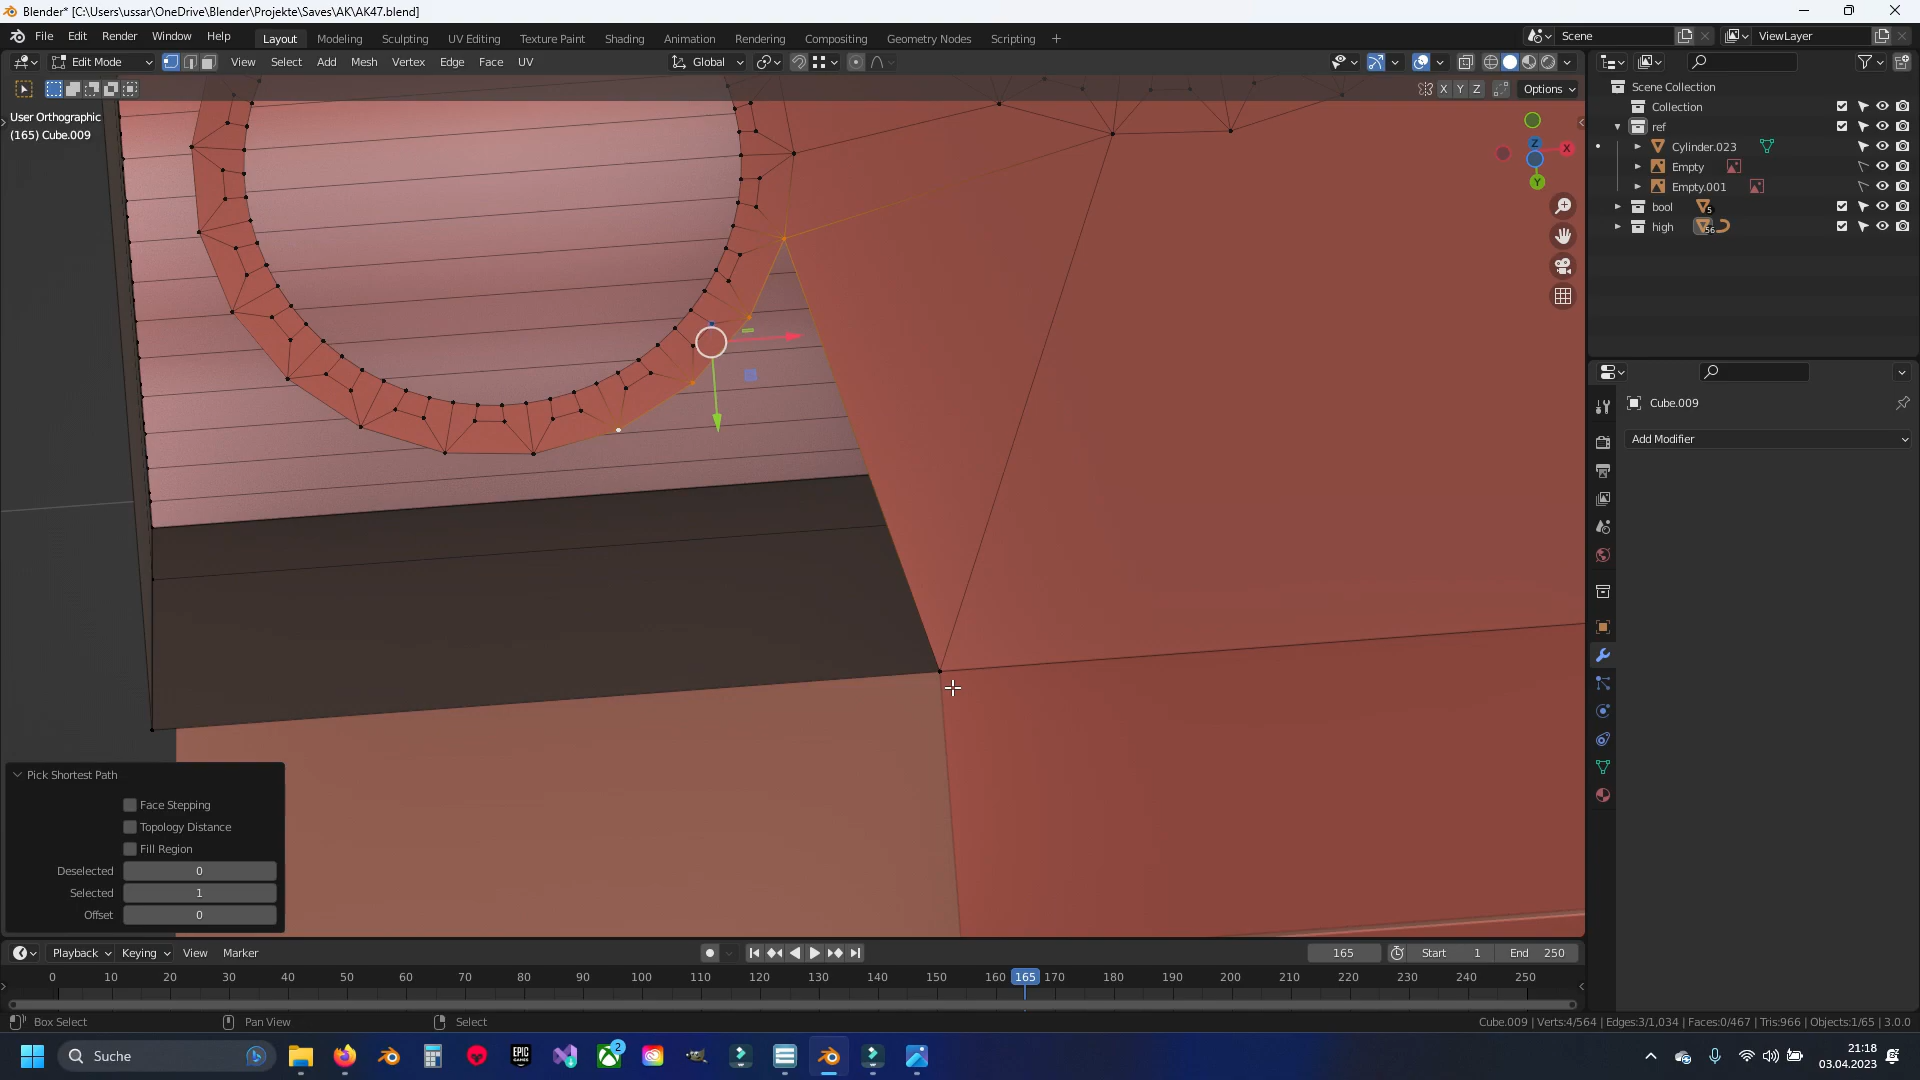 Blender* [C:\Users\ussar\OneDrive\Blender\Projekte\Saves\AK\AK47.blend]
File Edit Render Window Help Layout Modeling Sculpting UV Editing Texture Paint Shading Animation Rendering Compositing Geometry Nodes Scripting + Scene ViewLayer
Edit Mode View Select Add Mesh Vertex Edge Face UV Global
X Y Z Options
User Orthographic
(165) Cube.009
Z X Y
Scene Collection
Collection
ref
Cylinder.023
Empty
Empty.001
bool 5
high 56
Cube.009
Add Modifier
Pick Shortest Path
Face Stepping
Topology Distance
Fill Region
Deselected 0
Selected 1
Offset 0
Playback Keying View Marker 165 Start 1 End 250
0 10 20 30 40 50 60 70 80 90 100 110 120 130 140 150 160 165 170 180 190 200 210 220 230 240 250
Box Select Pan View Select Cube.009 | Verts:4/564 | Edges:3/1,034 | Faces:0/467 | Tris:966 | Objects:1/65 | 3.0.0
Suche EPIC GAMES 2 21:18
03.04.2023